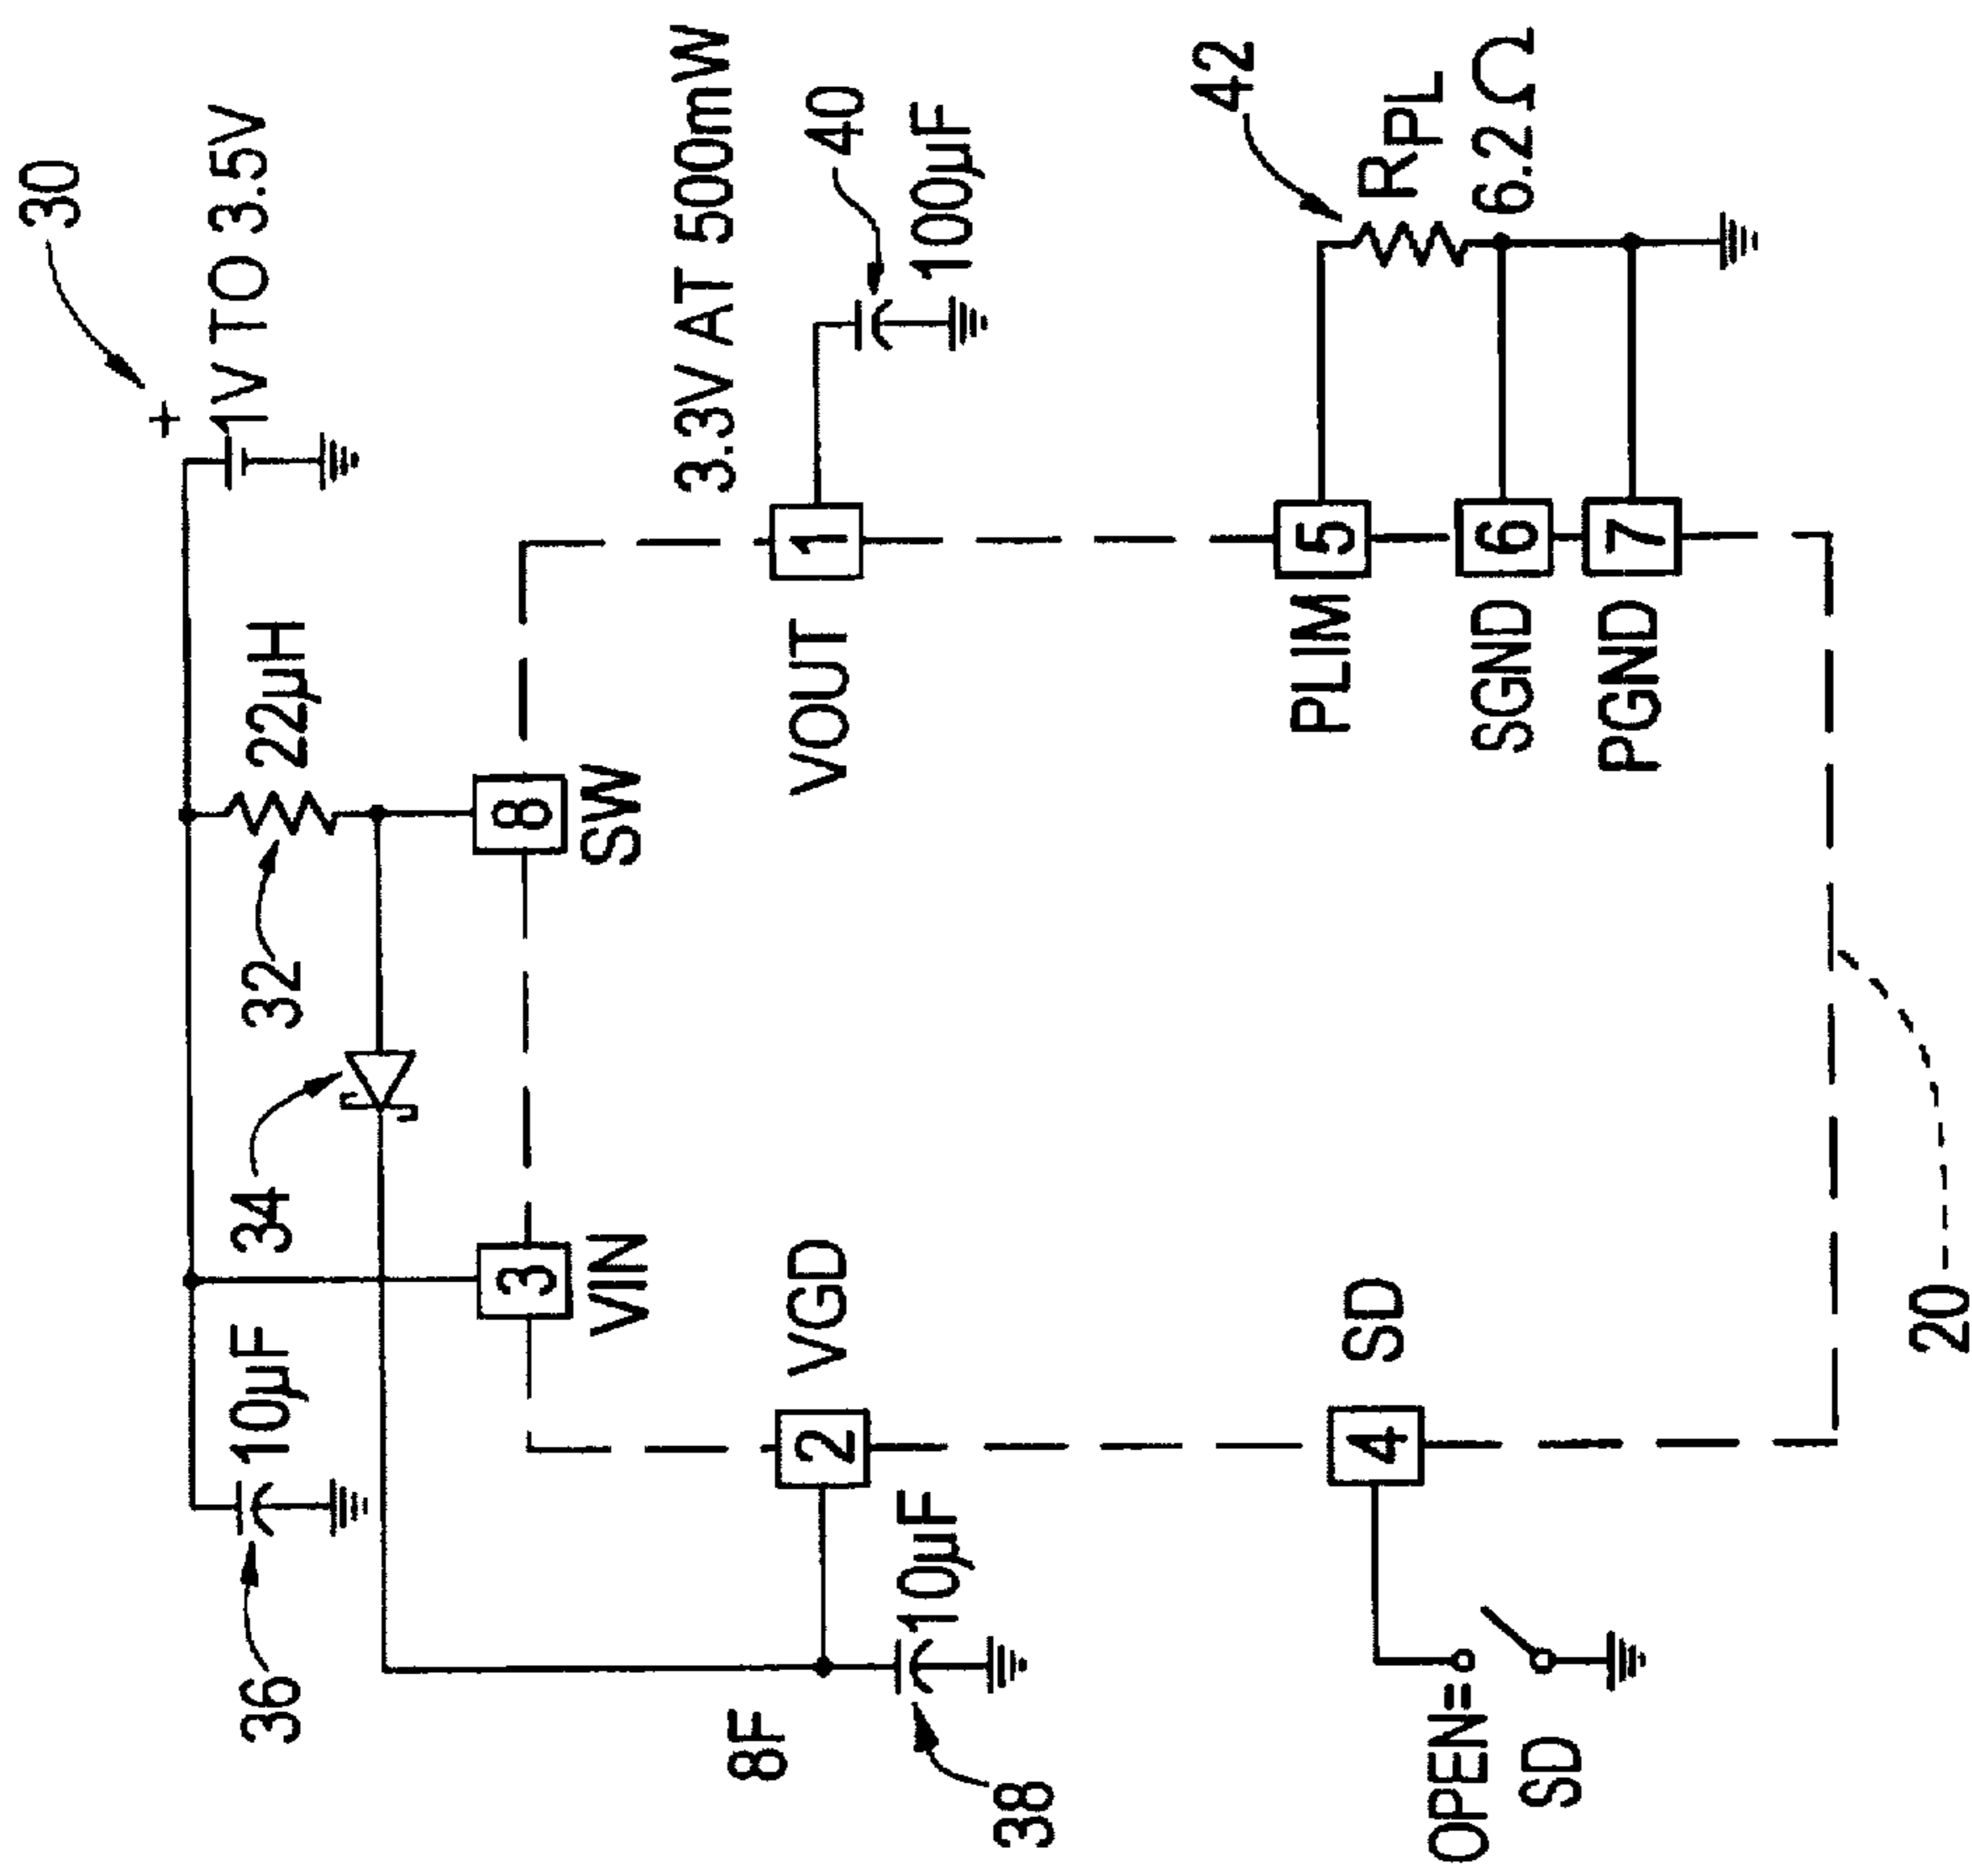 30
+
1V TO 3.5V
22µH
32
34
10µF
36
8
SW
3
VIN
3.3V AT 500mW
40
100µF
1
VOUT
2
VGD
8F
10µF
38
42
RPL
6.2Ω
5
PLIM
6
SGND
7
PGND
4
SD
OPEN=
SD
20